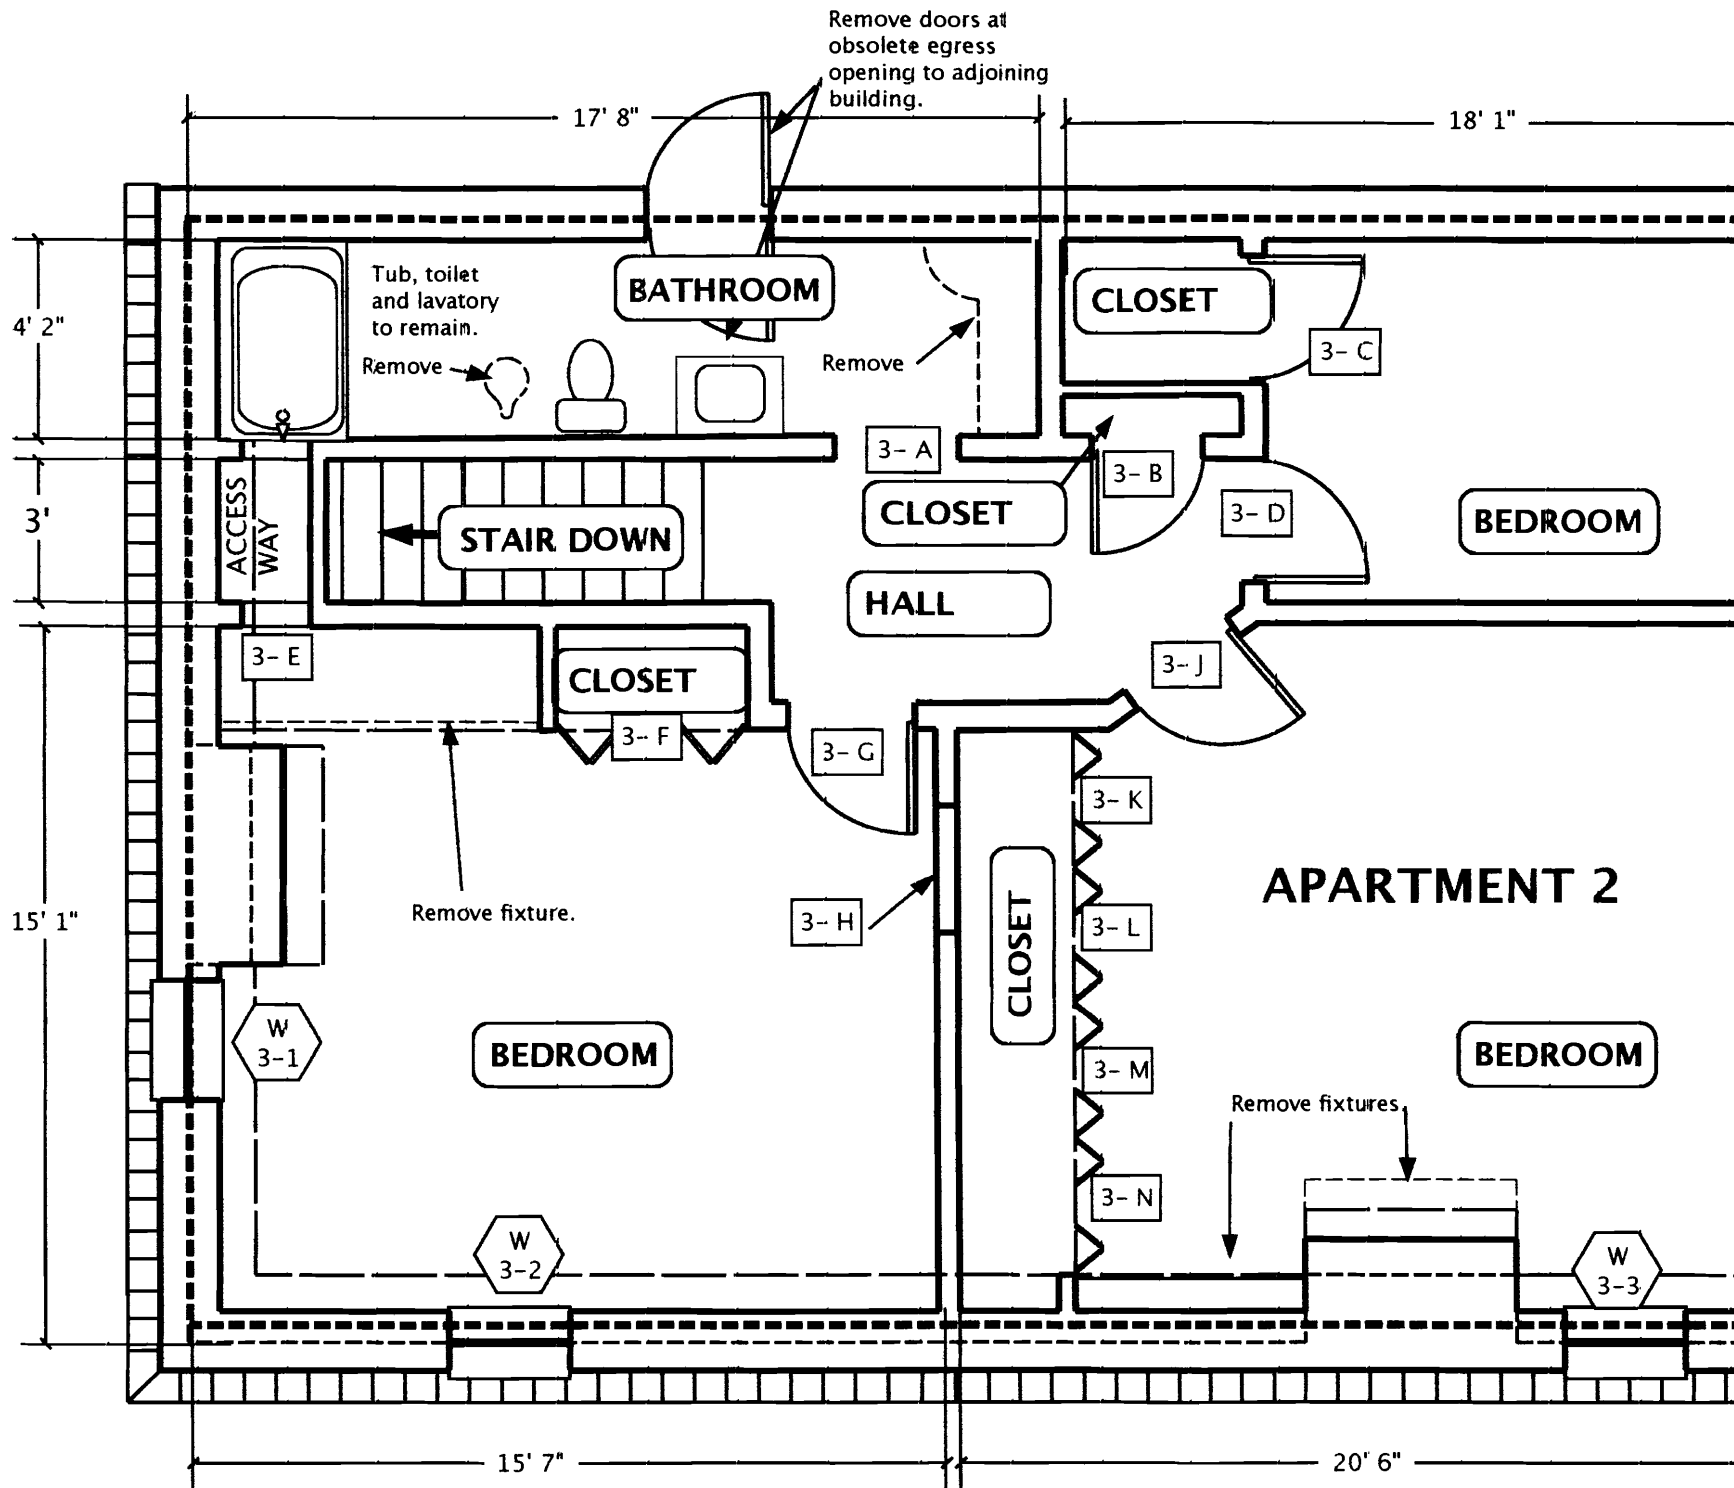 Remove doors at
obsolete egress
opening to adjoining
building.
17' 8"
18' 1"
4' 2"
Tub, toilet
and lavatory
to remain.
Remove
BATHROOM
Remove
CLOSET
3- C
3- A
3- B
3'
ACCESS
WAY
STAIR DOWN
CLOSET
3- D
BEDROOM
HALL
3- E
CLOSET
3- F
3- G
3- J
3- K
15' 1"
Remove fixture.
3- H
CLOSET
3- L
APARTMENT 2
W
3-1
BEDROOM
3- M
BEDROOM
Remove fixtures.
3- N
W
3-2
W
3-3
15' 7"
20' 6"